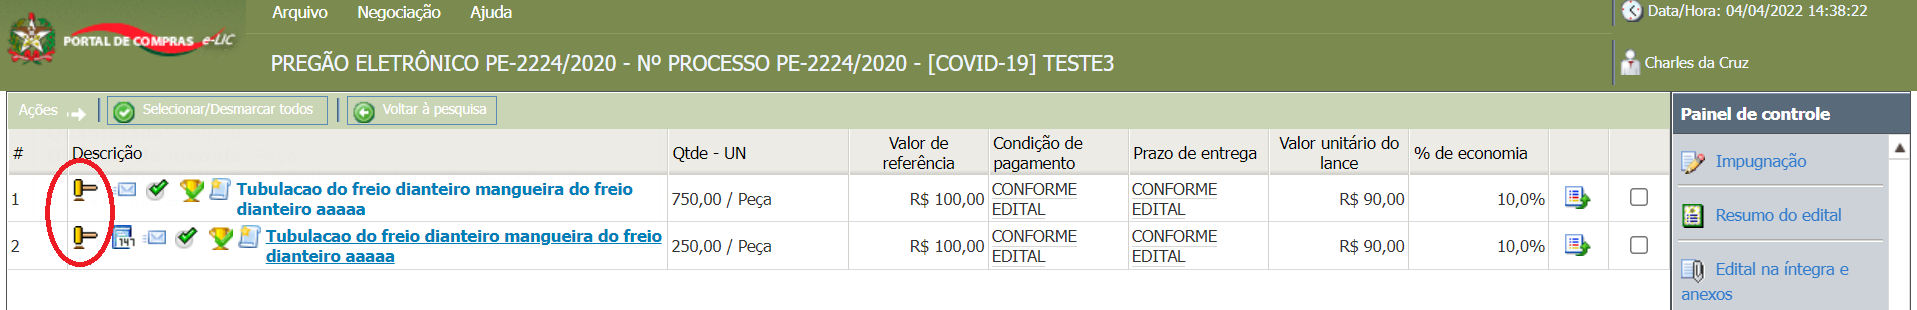 Arquivo Negociação Ajuda
Data/Hora: 04/04/2022 14:38:22
PORTAL DE COMPRAS e-LIC
PREGÃO ELETRÔNICO PE-2224/2020 - Nº PROCESSO PE-2224/2020 - [COVID-19] TESTE3
Charles da Cruz
Ações Selecionar/Desmarcar todos Voltar à pesquisa
Painel de controle
# Descrição Qtde - UN Valor de referência Condição de pagamento Prazo de entrega Valor unitário do lance % de economia
1 Tubulacao do freio dianteiro mangueira do freio dianteiro aaaaa 750,00 / Peça R$ 100,00 CONFORME EDITAL CONFORME EDITAL R$ 90,00 10,0%
2 147 Tubulacao do freio dianteiro mangueira do freio dianteiro aaaaa 250,00 / Peça R$ 100,00 CONFORME EDITAL CONFORME EDITAL R$ 90,00 10,0%
Impugnação
Resumo do edital
Edital na íntegra e
anexos